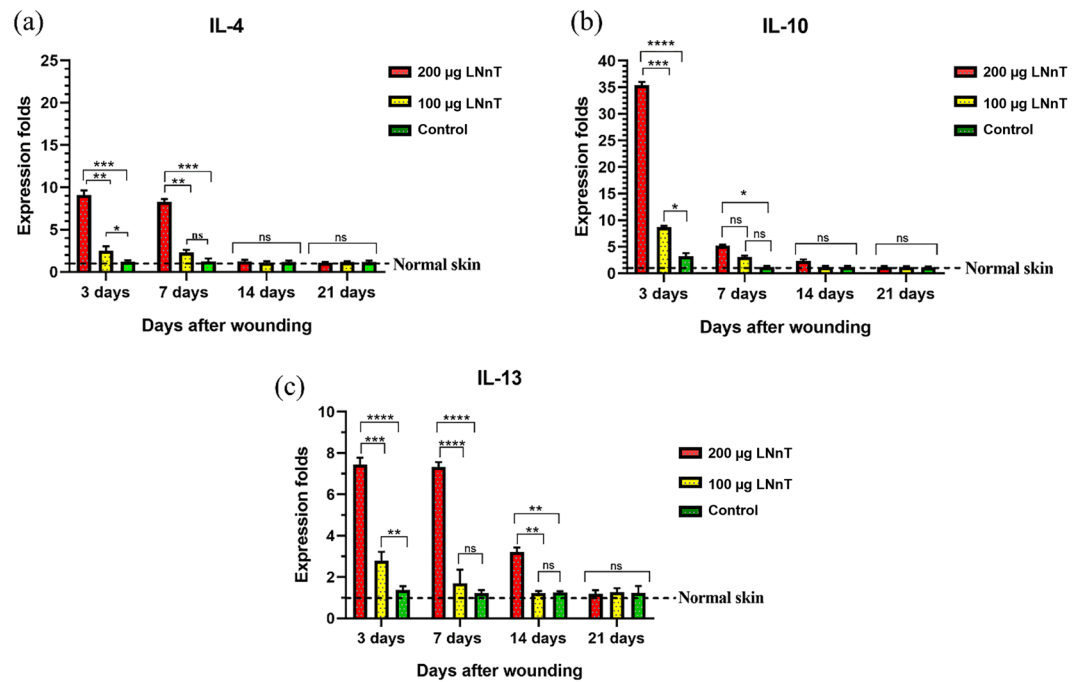 (a)
IL-4
Expression folds
25
20
15
10
5
0
***
**
*
***
**
ns
ns
ns
Normal skin
3 days 7 days 14 days 21 days
Days after wounding
200 µg LNnT
100 µg LNnT
Control
(b)
IL-10
Expression folds
40
35
30
25
20
15
10
5
0
****
***
*
*
ns
ns
ns
ns
Normal skin
3 days 7 days 14 days 21 days
Days after wounding
200 µg LNnT
100 µg LNnT
Control
(c)
IL-13
Expression folds
10
8
6
4
2
0
****
***
**
****
****
ns
**
**
ns
ns
Normal skin
3 days 7 days 14 days 21 days
Days after wounding
200 µg LNnT
100 µg LNnT
Control